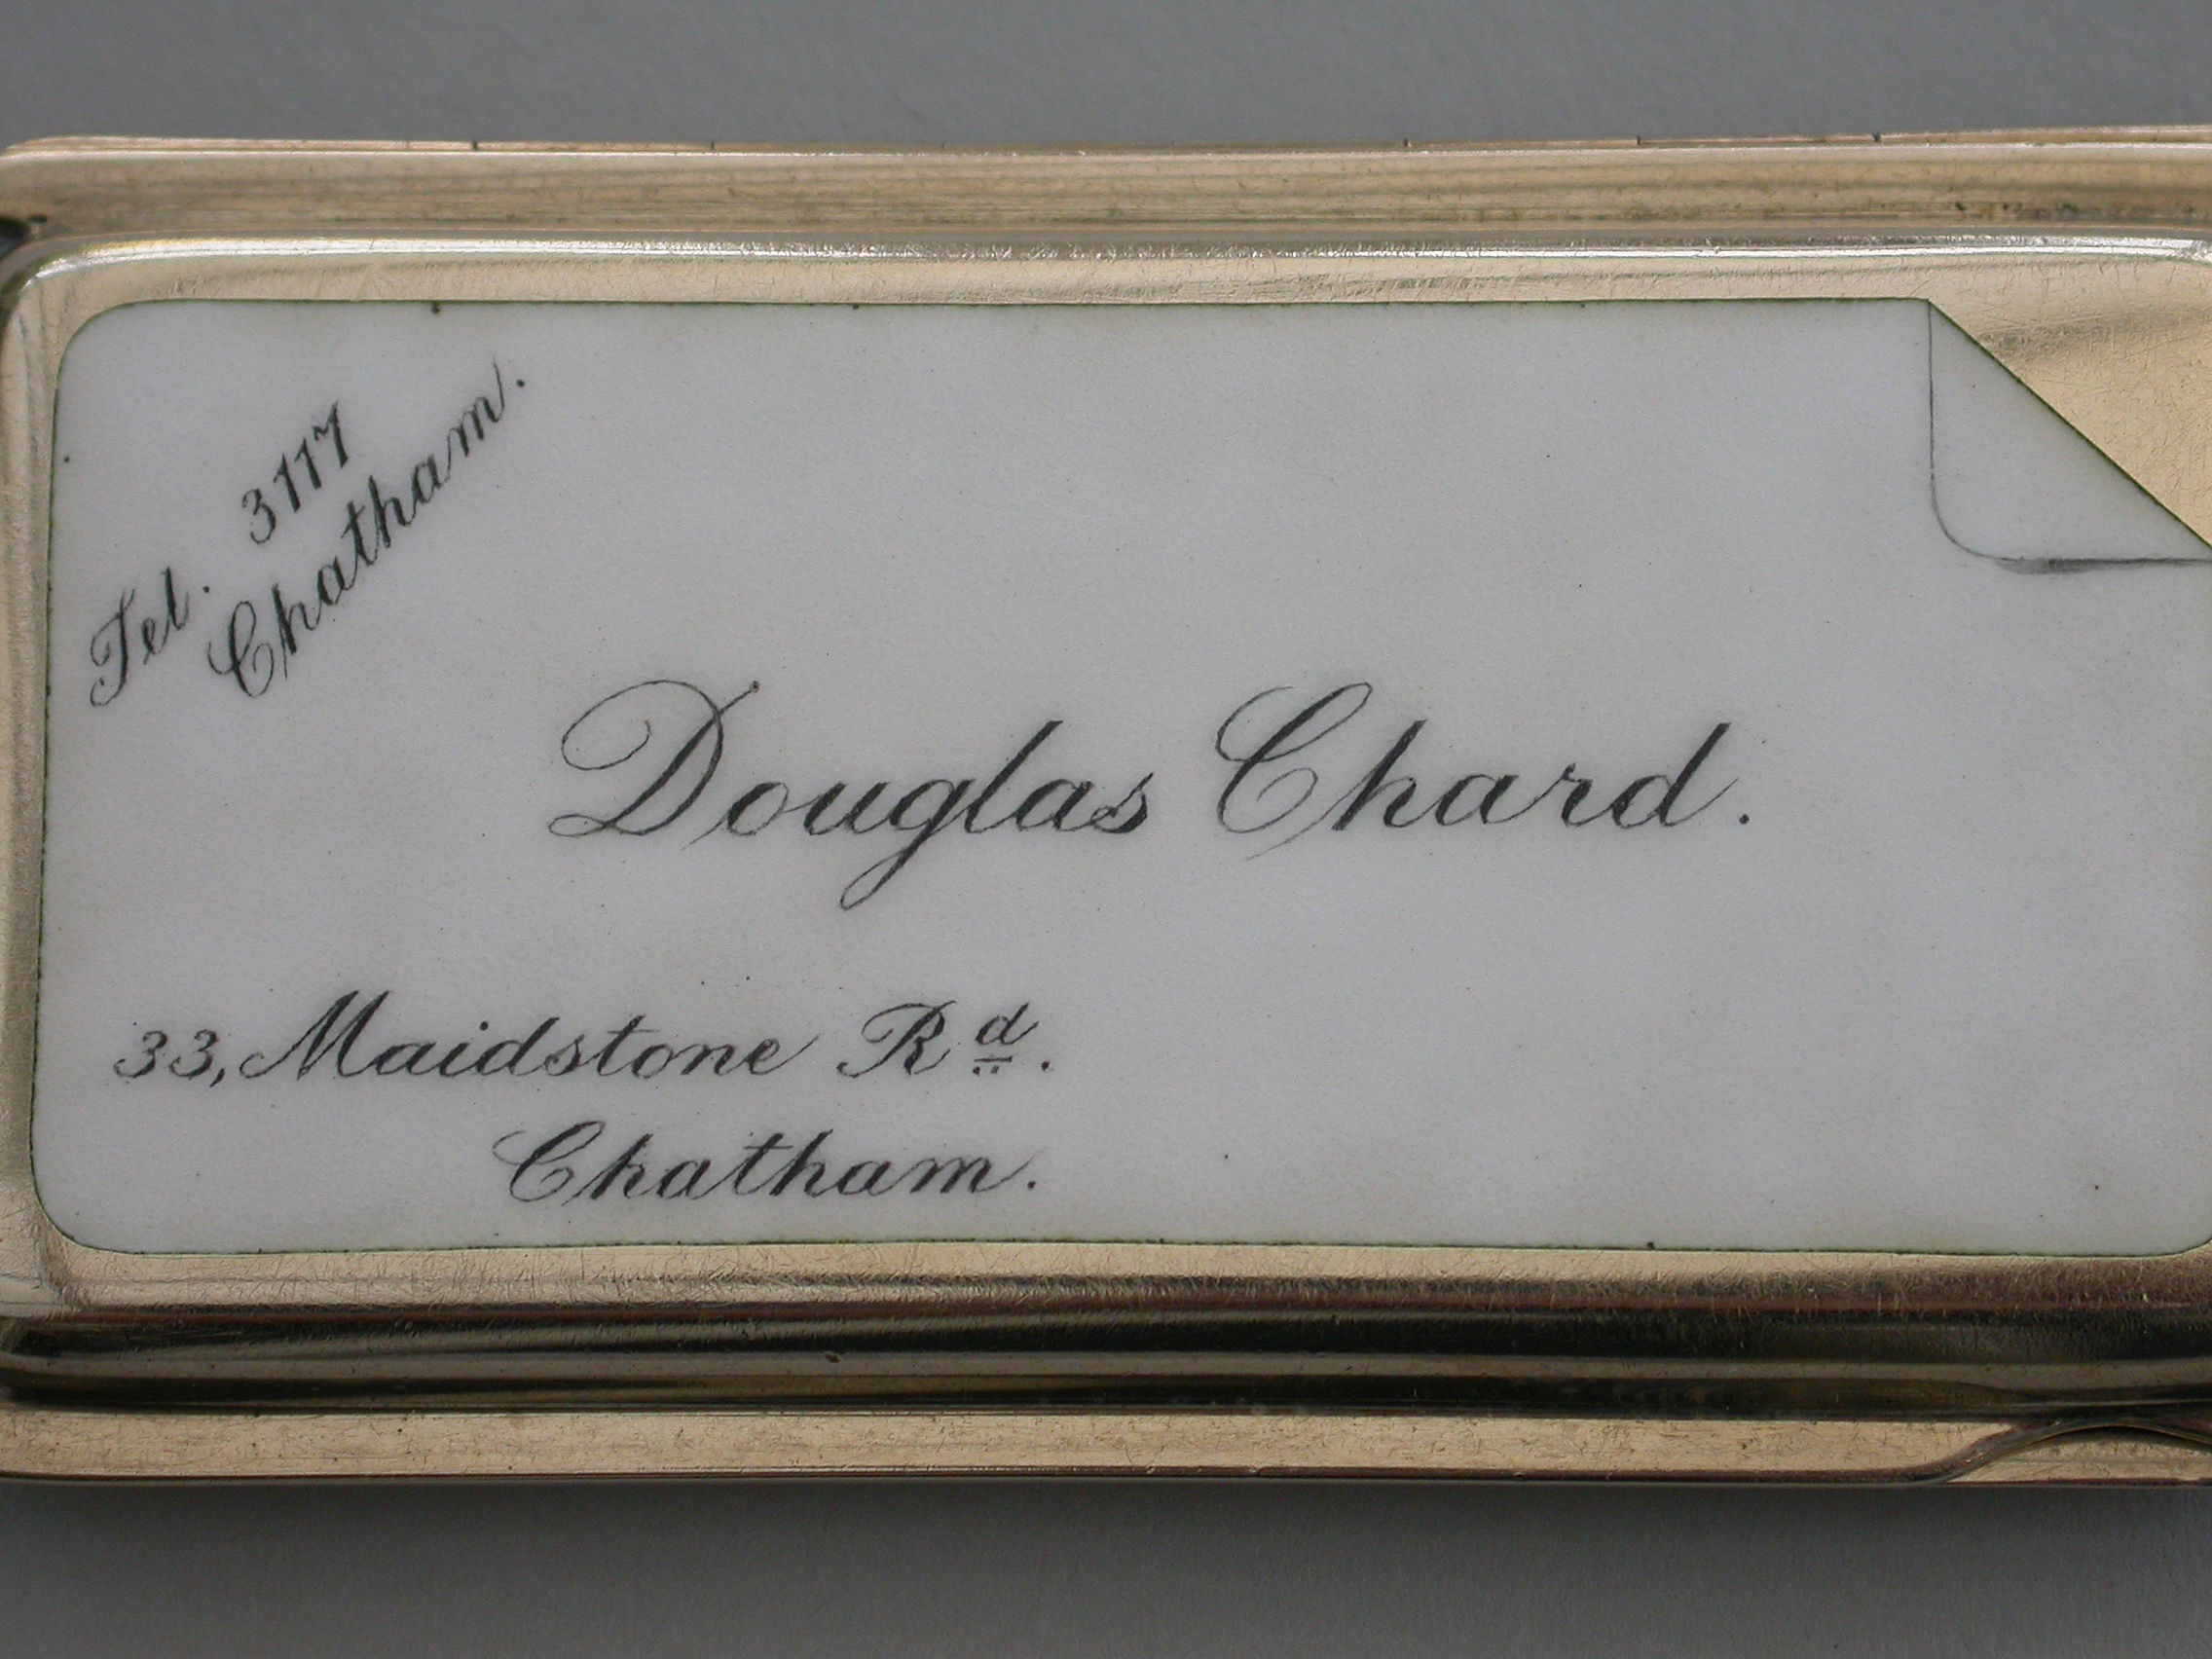 Tel. 3117
Chatham.
Douglas Chard.
33, Maidstone Rd.
Chatham.